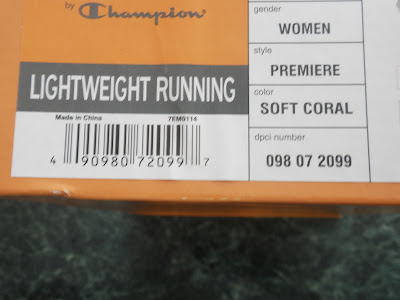 by Champion®
LIGHTWEIGHT RUNNING
Made in China 7EM0114
4 90980 72099 7
gender
WOMEN
style
PREMIERE
color
SOFT CORAL
dpci number
098 07 2099